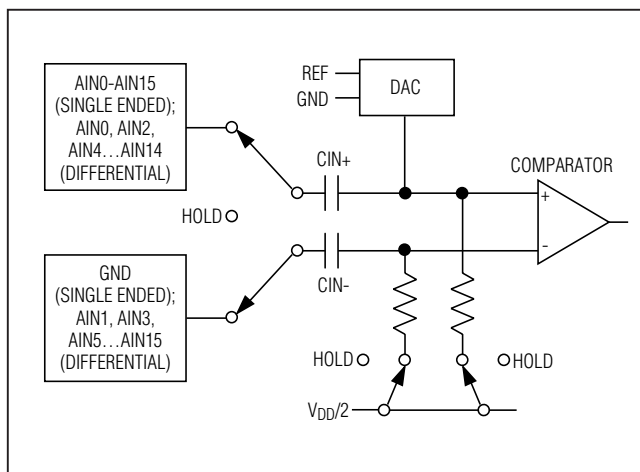 AIN0-AIN15
(SINGLE ENDED);
AIN0, AIN2,
AIN4...AIN14
(DIFFERENTIAL)
REF
GND
DAC
CIN+
COMPARATOR
+
-
HOLD
GND
(SINGLE ENDED);
AIN1, AIN3,
AIN5...AIN15
(DIFFERENTIAL)
CIN-
HOLD
HOLD
VDD/2